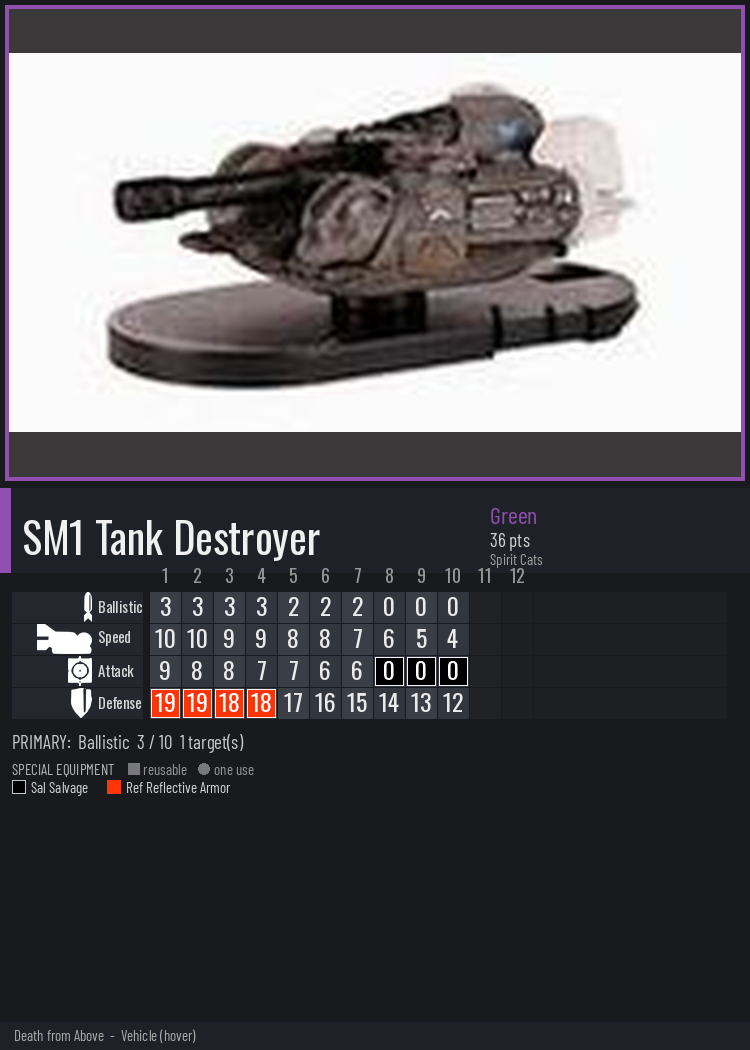 SM1 Tank Destroyer
Green
36 pts
Spirit Cats
1 2 3 4 5 6 7 8 9 10 11 12
Ballistic 3 3 3 3 2 2 2 0 0 0
Speed 10 10 9 9 8 8 7 6 5 4
Attack 9 8 8 7 7 6 6 0 0 0
Defense 19 19 18 18 17 16 15 14 13 12
PRIMARY: Ballistic 3 / 10 1 target(s)
SPECIAL EQUIPMENT reusable one use
Sal Salvage Ref Reflective Armor
Death from Above - Vehicle (hover)